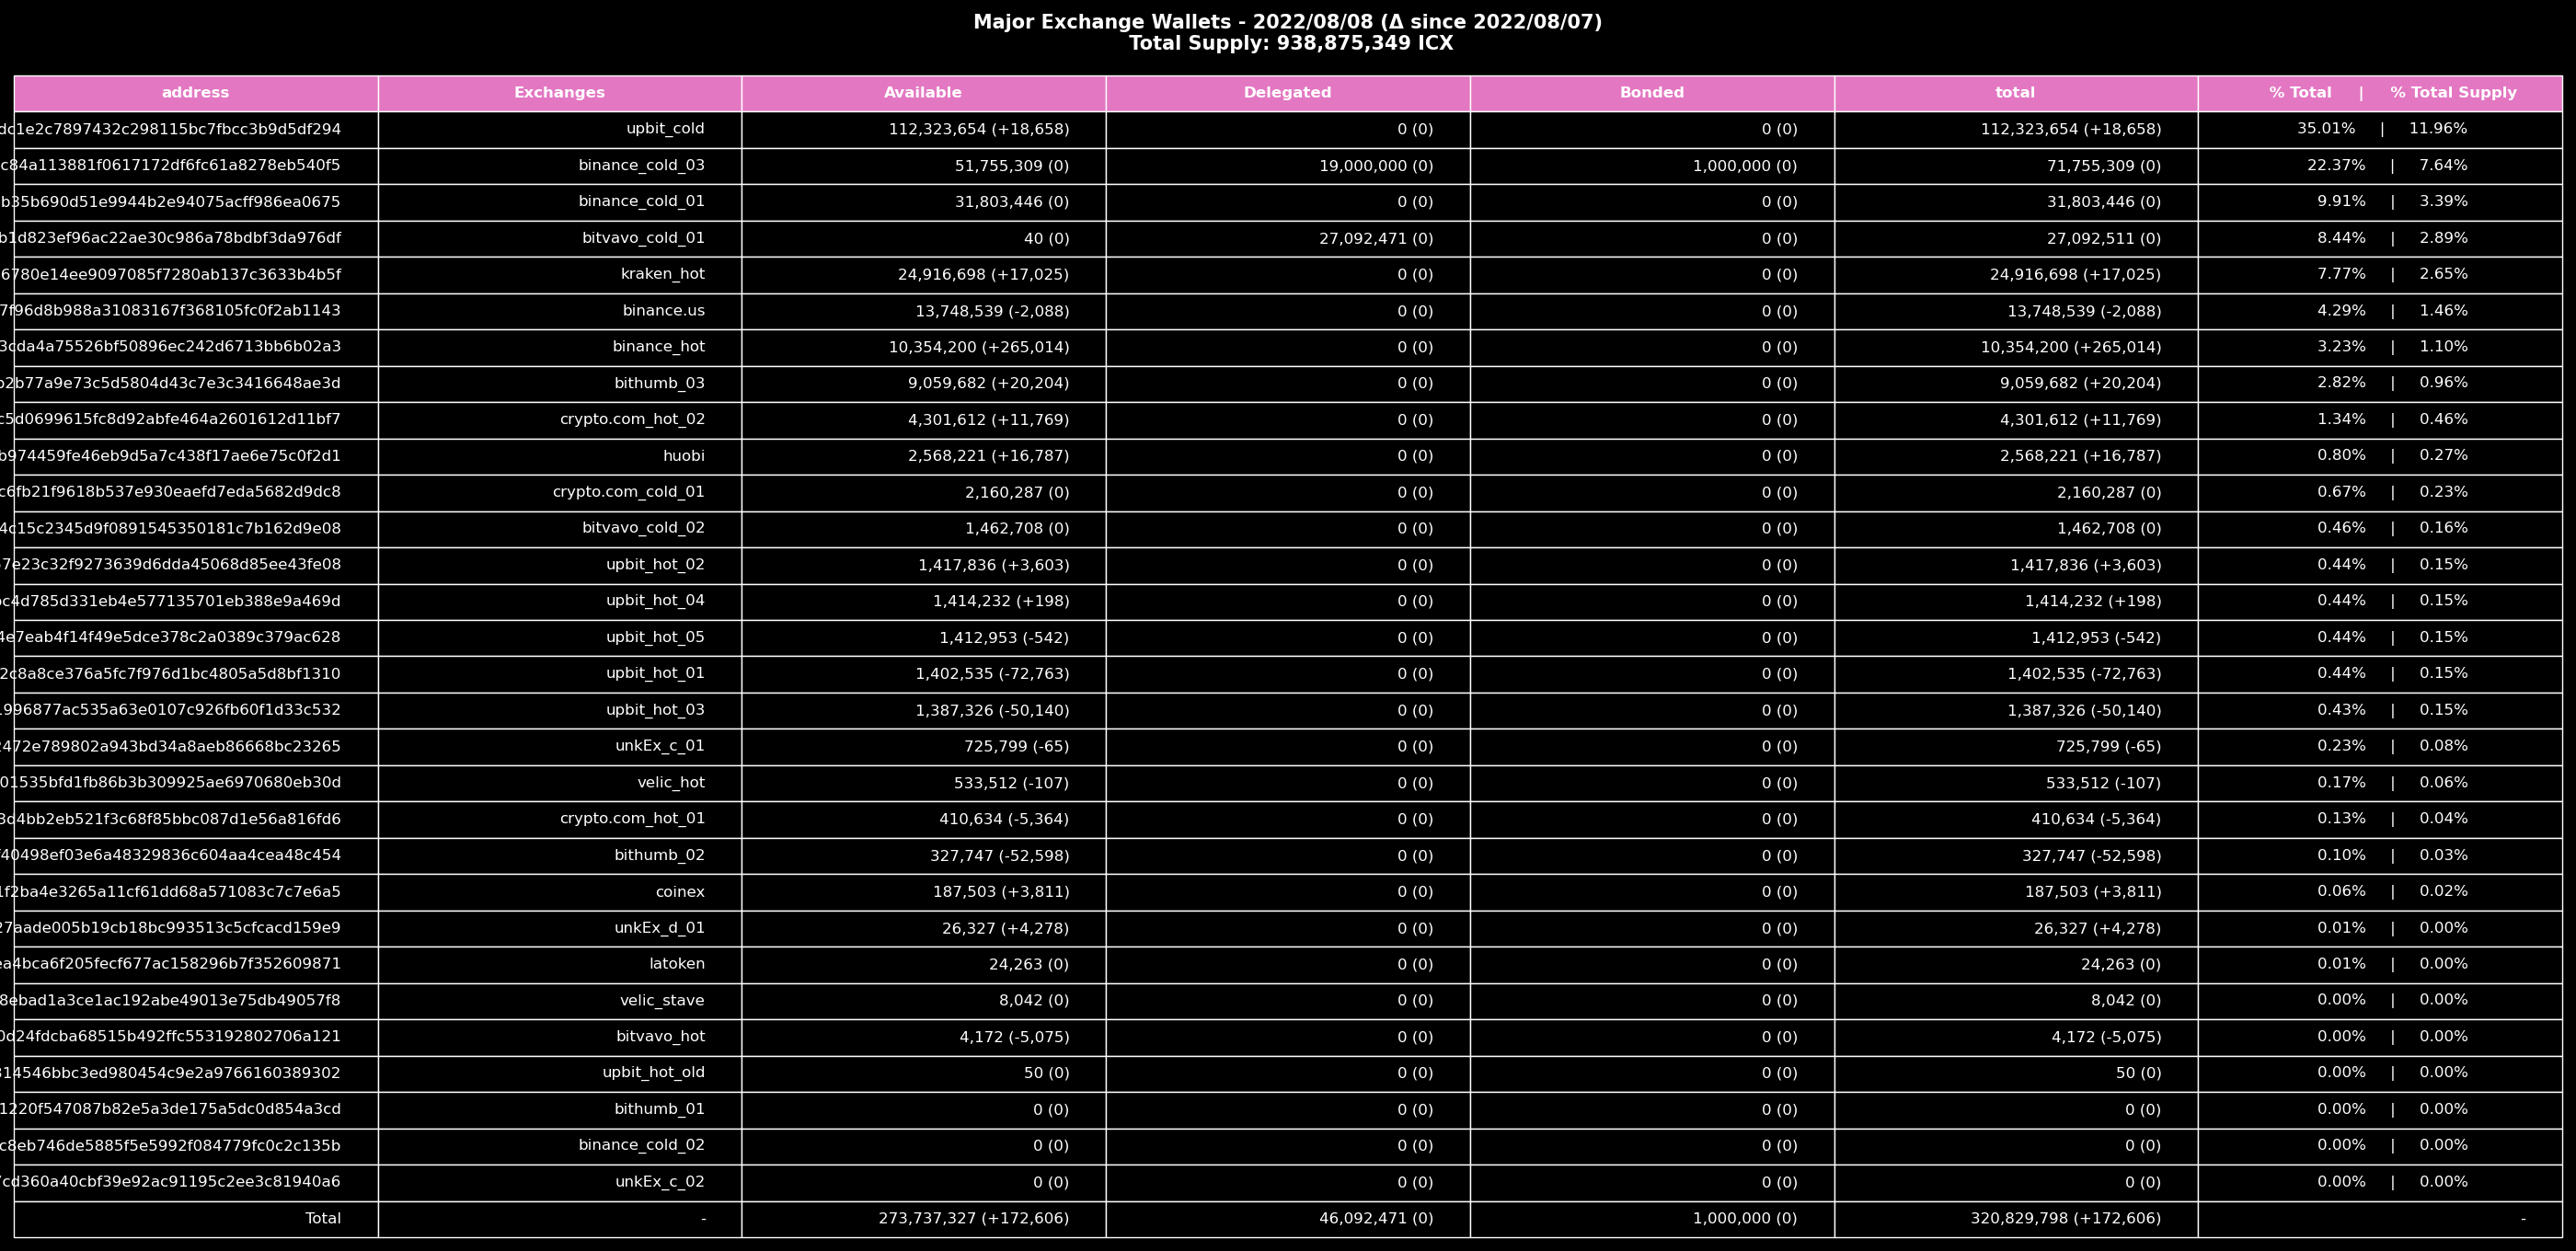 Major Exchange Wallets - 2022/08/08 (Δ since 2022/08/07)
Total Supply: 938,875,349 ICX
address Exchanges Available Delegated Bonded total % Total | % Total Supply
dc1e2c7897432c298115bc7fbcc3b9d5df294 upbit_cold 112,323,654 (+18,658) 0 (0) 0 (0) 112,323,654 (+18,658) 35.01% | 11.96%
c84a113881f0617172df6fc61a8278eb540f5 binance_cold_03 51,755,309 (0) 19,000,000 (0) 1,000,000 (0) 71,755,309 (0) 22.37% | 7.64%
b35b690d51e9944b2e94075acff986ea0675 binance_cold_01 31,803,446 (0) 0 (0) 0 (0) 31,803,446 (0) 9.91% | 3.39%
b1d823ef96ac22ae30c986a78bdbf3da976df bitvavo_cold_01 40 (0) 27,092,471 (0) 0 (0) 27,092,511 (0) 8.44% | 2.89%
6780e14ee9097085f7280ab137c3633b4b5f kraken_hot 24,916,698 (+17,025) 0 (0) 0 (0) 24,916,698 (+17,025) 7.77% | 2.65%
7f96d8b988a31083167f368105fc0f2ab1143 binance.us 13,748,539 (-2,088) 0 (0) 0 (0) 13,748,539 (-2,088) 4.29% | 1.46%
3cda4a75526bf50896ec242d6713bb6b02a3 binance_hot 10,354,200 (+265,014) 0 (0) 0 (0) 10,354,200 (+265,014) 3.23% | 1.10%
b2b77a9e73c5d5804d43c7e3c3416648ae3d bithumb_03 9,059,682 (+20,204) 0 (0) 0 (0) 9,059,682 (+20,204) 2.82% | 0.96%
c5d0699615fc8d92abfe464a2601612d11bf7 crypto.com_hot_02 4,301,612 (+11,769) 0 (0) 0 (0) 4,301,612 (+11,769) 1.34% | 0.46%
b974459fe46eb9d5a7c438f17ae6e75c0f2d1 huobi 2,568,221 (+16,787) 0 (0) 0 (0) 2,568,221 (+16,787) 0.80% | 0.27%
c6fb21f9618b537e930eaefd7eda5682d9dc8 crypto.com_cold_01 2,160,287 (0) 0 (0) 0 (0) 2,160,287 (0) 0.67% | 0.23%
4c15c2345d9f0891545350181c7b162d9e08 bitvavo_cold_02 1,462,708 (0) 0 (0) 0 (0) 1,462,708 (0) 0.46% | 0.16%
7e23c32f9273639d6dda45068d85ee43fe08 upbit_hot_02 1,417,836 (+3,603) 0 (0) 0 (0) 1,417,836 (+3,603) 0.44% | 0.15%
c4d785d331eb4e577135701eb388e9a469d upbit_hot_04 1,414,232 (+198) 0 (0) 0 (0) 1,414,232 (+198) 0.44% | 0.15%
4e7eab4f14f49e5dce378c2a0389c379ac628 upbit_hot_05 1,412,953 (-542) 0 (0) 0 (0) 1,412,953 (-542) 0.44% | 0.15%
2c8a8ce376a5fc7f976d1bc4805a5d8bf1310 upbit_hot_01 1,402,535 (-72,763) 0 (0) 0 (0) 1,402,535 (-72,763) 0.44% | 0.15%
1996877ac535a63e0107c926fb60f1d33c532 upbit_hot_03 1,387,326 (-50,140) 0 (0) 0 (0) 1,387,326 (-50,140) 0.43% | 0.15%
2472e789802a943bd34a8aeb86668bc23265 unkEx_c_01 725,799 (-65) 0 (0) 0 (0) 725,799 (-65) 0.23% | 0.08%
01535bfd1fb86b3b309925ae6970680eb30d velic_hot 533,512 (-107) 0 (0) 0 (0) 533,512 (-107) 0.17% | 0.06%
3d4bb2eb521f3c68f85bbc087d1e56a816fd6 crypto.com_hot_01 410,634 (-5,364) 0 (0) 0 (0) 410,634 (-5,364) 0.13% | 0.04%
f40498ef03e6a48329836c604aa4cea48c454 bithumb_02 327,747 (-52,598) 0 (0) 0 (0) 327,747 (-52,598) 0.10% | 0.03%
1f2ba4e3265a11cf61dd68a571083c7c7e6a5 coinex 187,503 (+3,811) 0 (0) 0 (0) 187,503 (+3,811) 0.06% | 0.02%
27aade005b19cb18bc993513c5cfcacd159e9 unkEx_d_01 26,327 (+4,278) 0 (0) 0 (0) 26,327 (+4,278) 0.01% | 0.00%
ea4bca6f205fecf677ac158296b7f352609871 latoken 24,263 (0) 0 (0) 0 (0) 24,263 (0) 0.01% | 0.00%
8ebad1a3ce1ac192abe49013e75db49057f8 velic_stave 8,042 (0) 0 (0) 0 (0) 8,042 (0) 0.00% | 0.00%
0d24fdcba68515b492ffc553192802706a121 bitvavo_hot 4,172 (-5,075) 0 (0) 0 (0) 4,172 (-5,075) 0.00% | 0.00%
314546bbc3ed980454c9e2a9766160389302 upbit_hot_old 50 (0) 0 (0) 0 (0) 50 (0) 0.00% | 0.00%
1220f547087b82e5a3de175a5dc0d854a3cd bithumb_01 0 (0) 0 (0) 0 (0) 0 (0) 0.00% | 0.00%
c8eb746de5885f5e5992f084779fc0c2c135b binance_cold_02 0 (0) 0 (0) 0 (0) 0 (0) 0.00% | 0.00%
cd360a40cbf39e92ac91195c2ee3c81940a6 unkEx_c_02 0 (0) 0 (0) 0 (0) 0 (0) 0.00% | 0.00%
Total - 273,737,327 (+172,606) 46,092,471 (0) 1,000,000 (0) 320,829,798 (+172,606) -